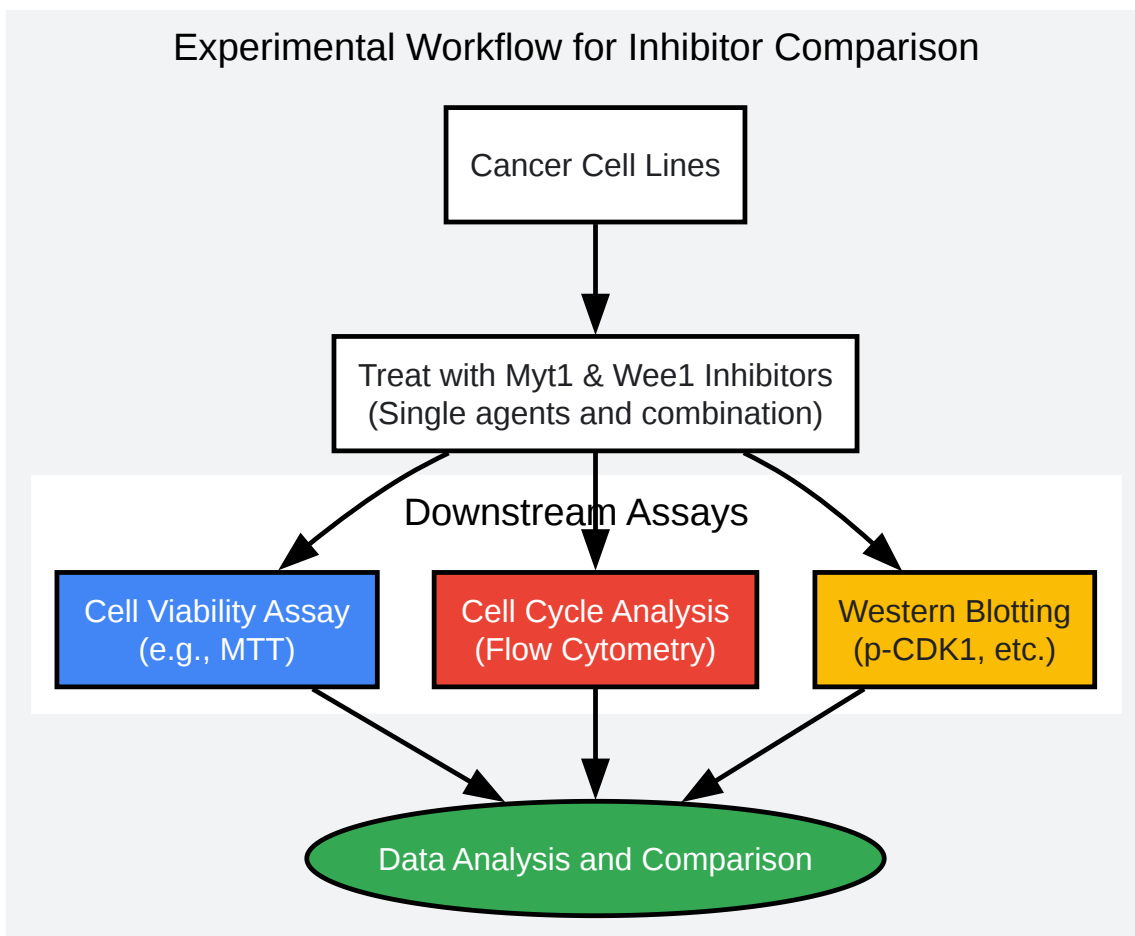 Experimental Workflow for Inhibitor Comparison
Cancer Cell Lines
Treat with Myt1 & Wee1 Inhibitors
(Single agents and combination)
Downstream Assays
Cell Viability Assay
(e.g., MTT)
Cell Cycle Analysis
(Flow Cytometry)
Western Blotting
(p-CDK1, etc.)
Data Analysis and Comparison